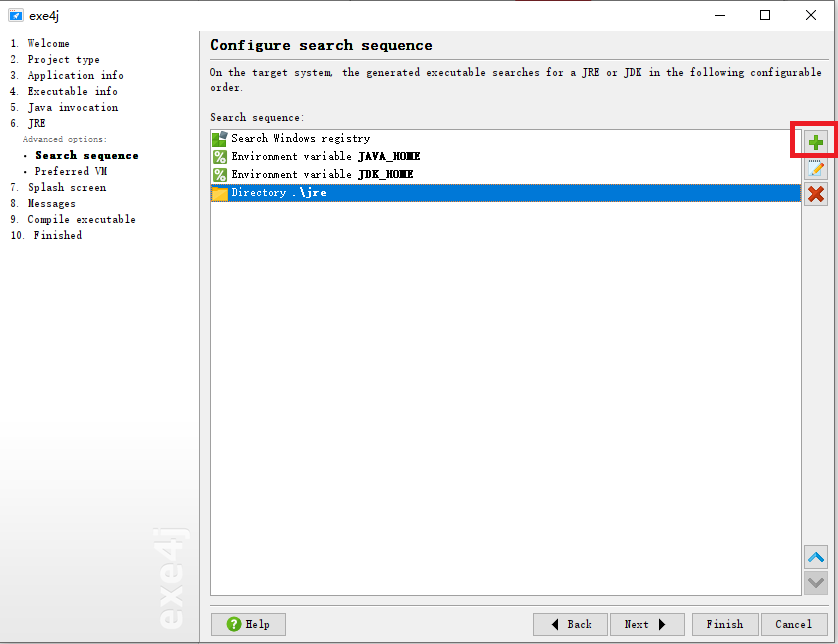 exe4j
1. Welcome
2. Project type
3. Application info
4. Executable info
5. Java invocation
6. JRE
Advanced options:
· Search sequence
· Preferred VM
7. Splash screen
8. Messages
9. Compile executable
10. Finished
exe4j
Configure search sequence
On the target system, the generated executable searches for a JRE or JDK in the following configurable
order.
Search sequence:
Search Windows registry
Environment variable JAVA_HOME
Environment variable JDK_HOME
Directory .\jre
Help
Back
Next
Finish
Cancel